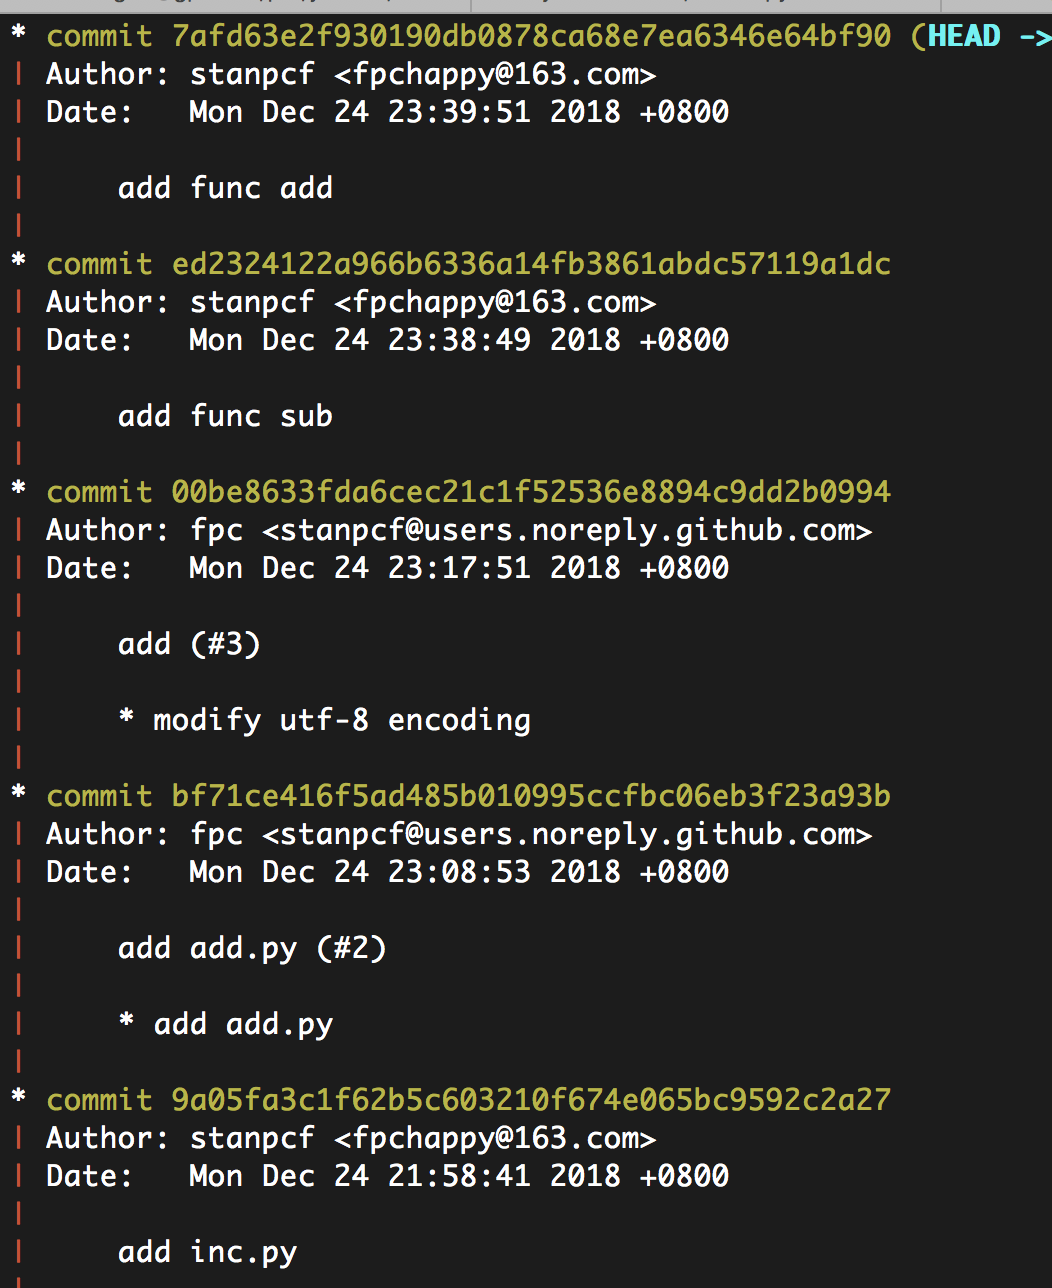 * commit 7afd63e2f930190db0878ca68e7ea6346e64bf90 (HEAD ->
| Author: stanpcf <fpchappy@163.com>
| Date:   Mon Dec 24 23:39:51 2018 +0800
|
|     add func add
|
* commit ed2324122a966b6336a14fb3861abdc57119a1dc
| Author: stanpcf <fpchappy@163.com>
| Date:   Mon Dec 24 23:38:49 2018 +0800
|
|     add func sub
|
* commit 00be8633fda6cec21c1f52536e8894c9dd2b0994
| Author: fpc <stanpcf@users.noreply.github.com>
| Date:   Mon Dec 24 23:17:51 2018 +0800
|
|     add (#3)
|
|     * modify utf-8 encoding
|
* commit bf71ce416f5ad485b010995ccfbc06eb3f23a93b
| Author: fpc <stanpcf@users.noreply.github.com>
| Date:   Mon Dec 24 23:08:53 2018 +0800
|
|     add add.py (#2)
|
|     * add add.py
|
* commit 9a05fa3c1f62b5c603210f674e065bc9592c2a27
| Author: stanpcf <fpchappy@163.com>
| Date:   Mon Dec 24 21:58:41 2018 +0800
|
|     add inc.py
|